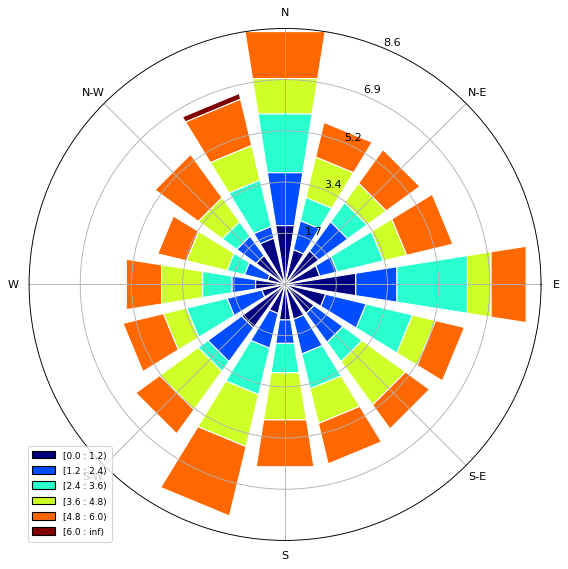 N
8.6
N-W
N-E
6.9
5.2
3.4
1.7
W
E
[0.0 : 1.2)
[1.2 : 2.4)
[2.4 : 3.6)
[3.6 : 4.8)
[4.8 : 6.0)
[6.0 : inf)
S-W
S-E
S